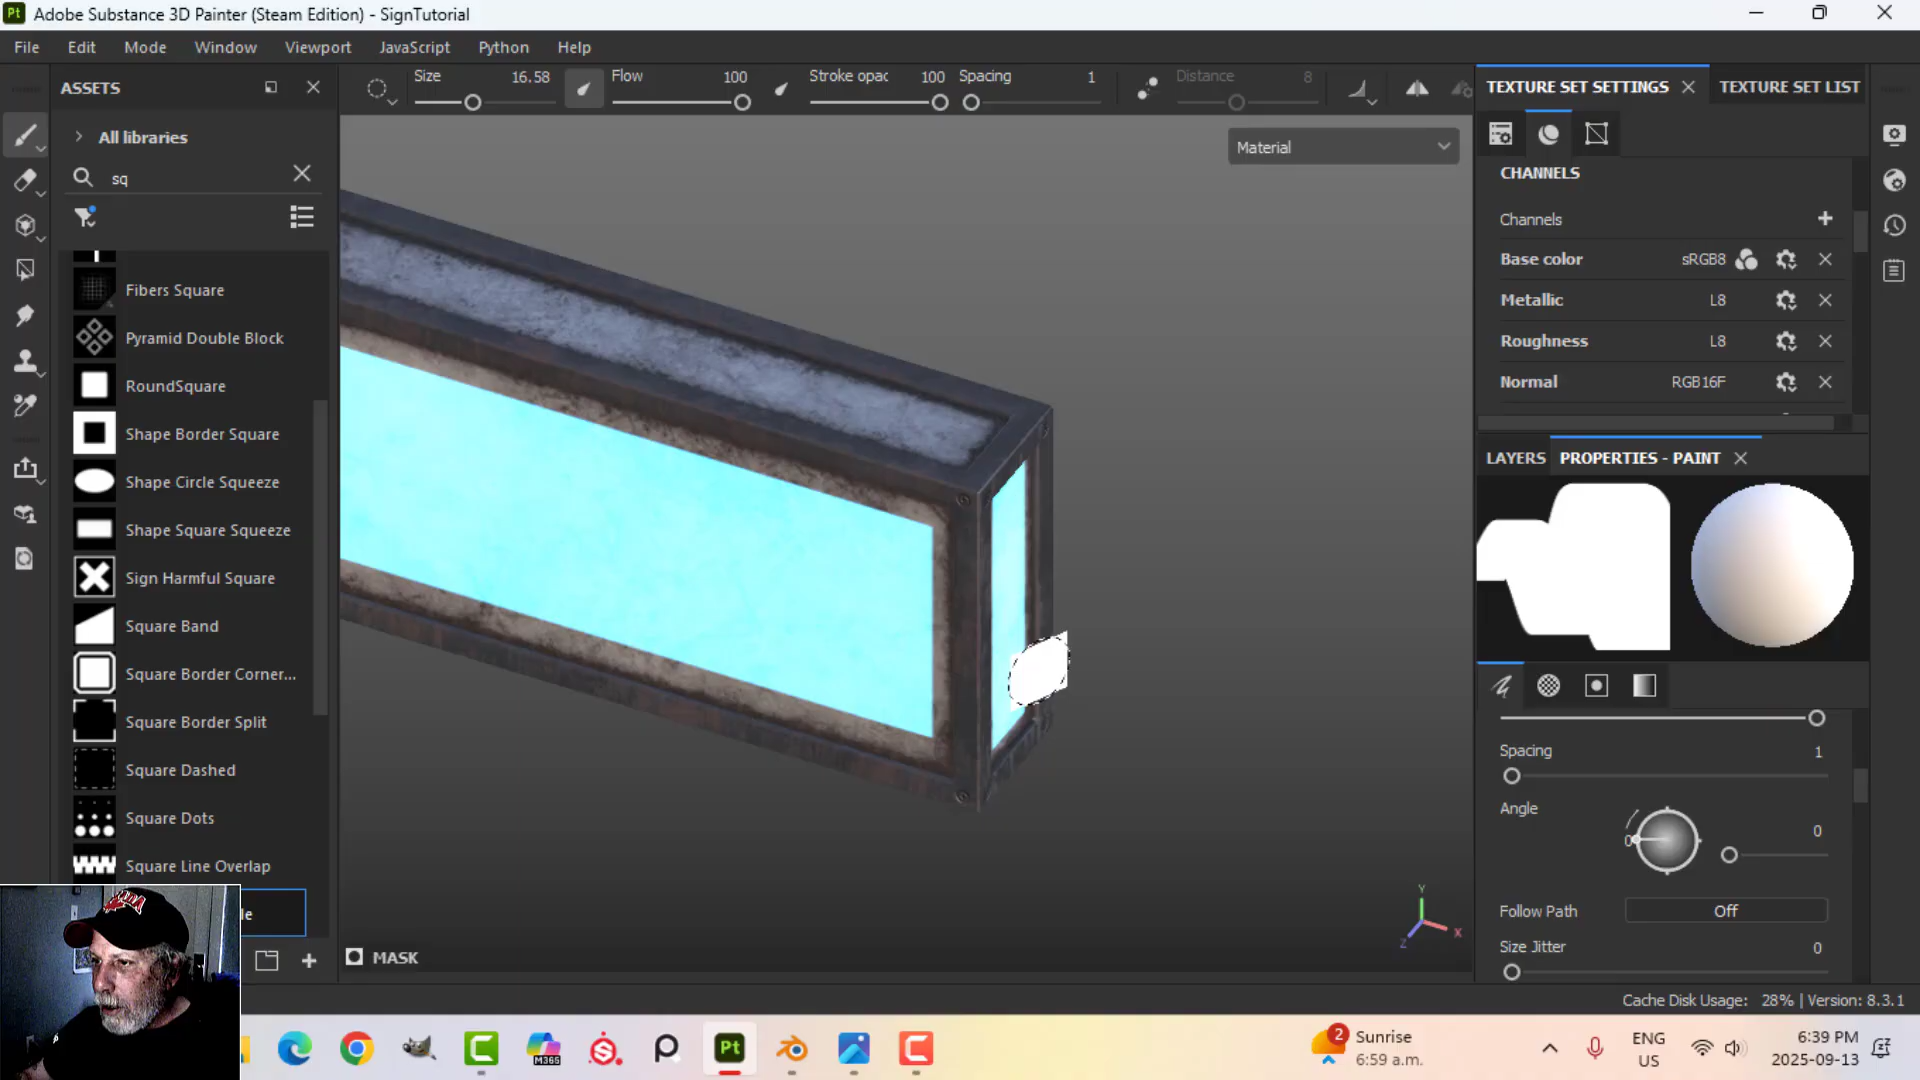 Pt Adobe Substance 3D Painter (Steam Edition) - SignTutorial
File Edit Mode Window Viewport JavaScript Python Help
ASSETS
Size 16.58 Flow 100 Stroke opac 100 Spacing 1 Distance 8
TEXTURE SET SETTINGS TEXTURE SET LIST
All libraries
sq
Material
CHANNELS
Channels
Base color sRGB8
Metallic L8
Roughness L8
Normal RGB16F
Fibers Square
Pyramid Double Block
RoundSquare
Shape Border Square
Shape Circle Squeeze
Shape Square Squeeze
Sign Harmful Square
Square Band
Square Border Corner...
Square Border Split
Square Dashed
Square Dots
Square Line Overlap
le
LAYERS PROPERTIES - PAINT
Spacing 1
Angle
0 0
Follow Path Off
Size Jitter 0
Y
X
Z
MASK
Cache Disk Usage: 28% | Version: 8.3.1
M365
Pt
2
Sunrise
6:59 a.m.
ENG
US
6:39 PM
2025-09-13